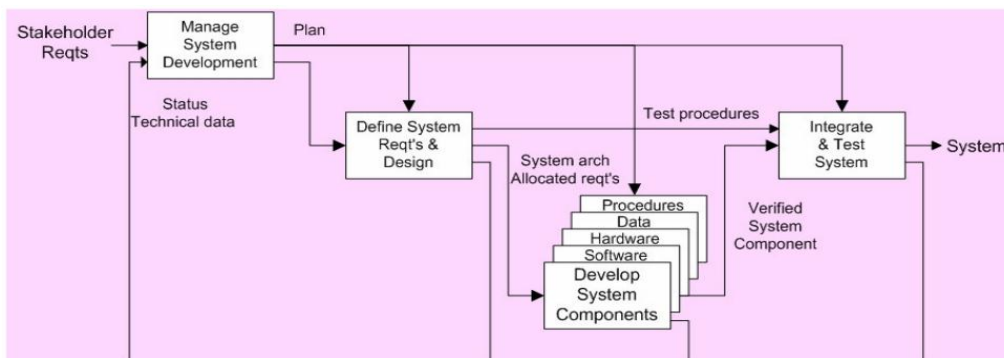 Stakeholder
Reqts
Manage
System
Development
Plan
Status
Technical data
Define System
Reqt's &
Design
Test procedures
Integrate
& Test
System
System
System arch
Allocated reqt's
Procedures
Data
Hardware
Software
Develop
System
Components
Verified
System
Component